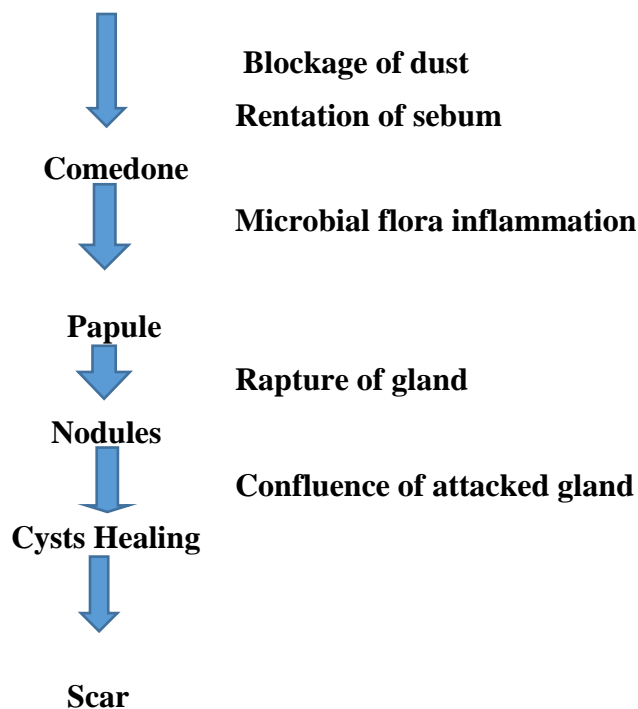 Blockage of dust
Rentation of sebum
Comedone
Microbial flora inflammation
Papule
Rapture of gland
Nodules
Confluence of attacked gland
Cysts Healing
Scar